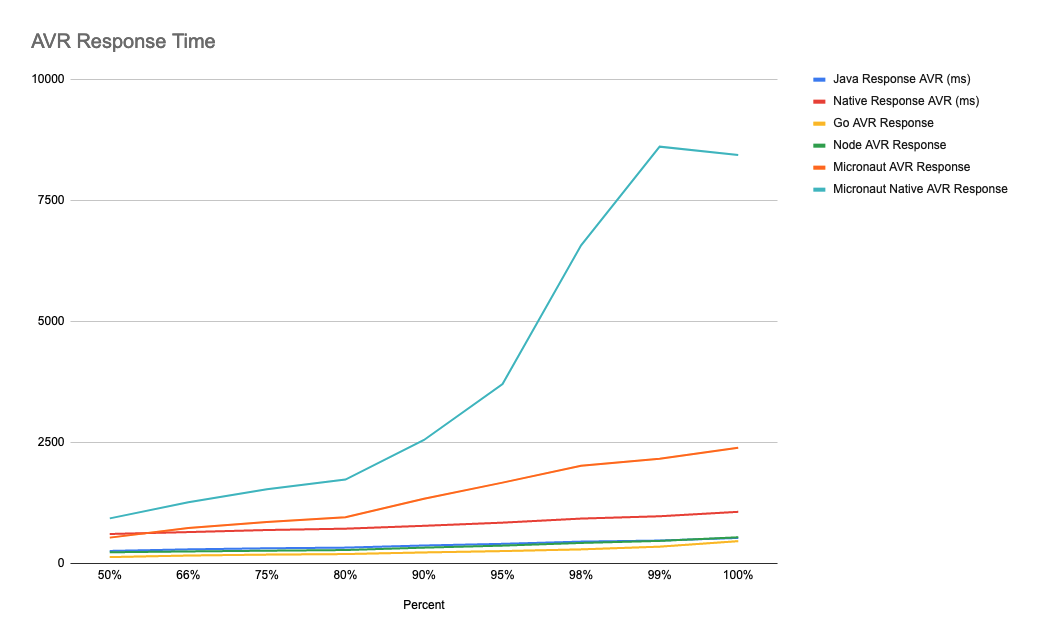 AVR Response Time
10000
7500
5000
2500
0
50% 66% 75% 80% 90% 95% 98% 99% 100%
Percent
Java Response AVR (ms)
Native Response AVR (ms)
Go AVR Response
Node AVR Response
Micronaut AVR Response
Micronaut Native AVR Response